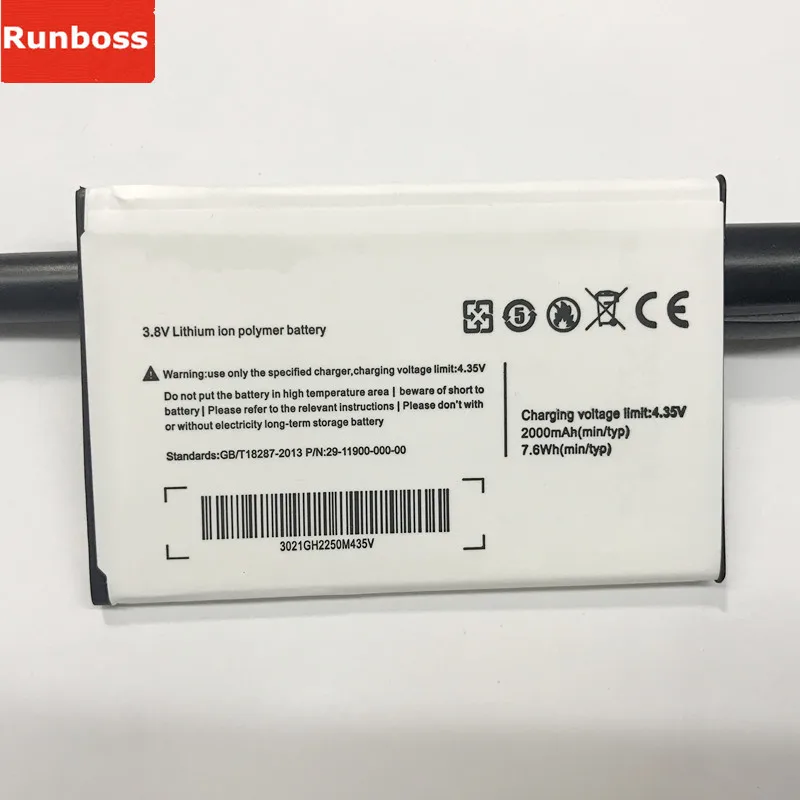 Runboss
3.8V Lithium ion polymer battery
5
CE
Warning:use only the specified charger,charging voltage limit:4.35V
Do not put the battery in high temperature area | beware of short to
battery | Please refer to the relevant instructions | Please don't with
or without electricity long-term storage battery
Standards:GB/T18287-2013 P/N:29-11900-000-00
Charging voltage limit:4.35V
2000mAh(min/typ)
7.6Wh(min/typ)
3021GH2250M435V